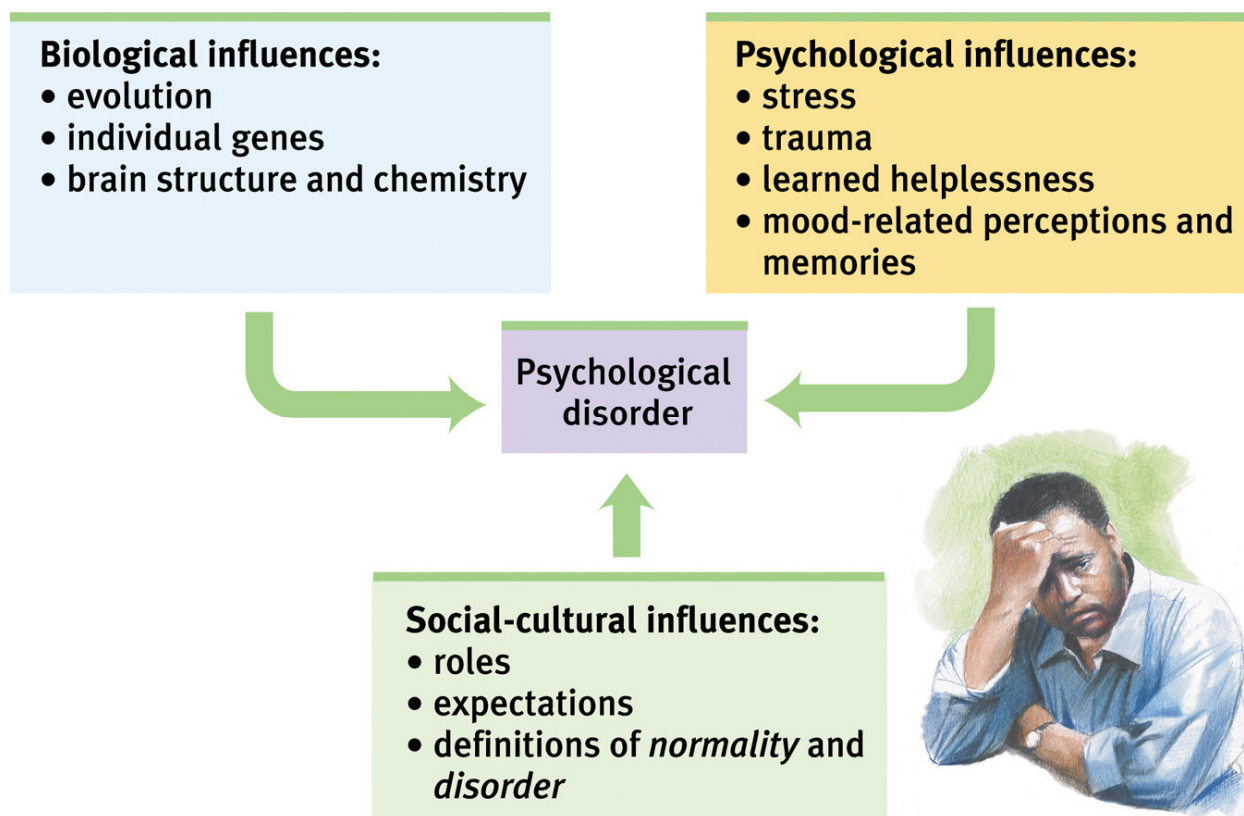 Biological influences:
• evolution
• individual genes
• brain structure and chemistry
Psychological influences:
• stress
• trauma
• learned helplessness
• mood-related perceptions and
memories
Psychological
disorder
Social-cultural influences:
• roles
• expectations
• definitions of normality and
disorder